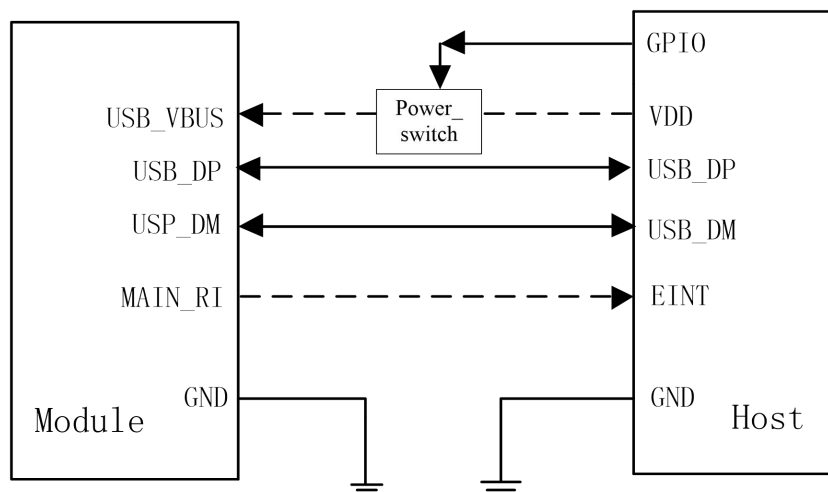 GPIO
USB_VBUS
Power_
switch
VDD
USB_DP
USB_DP
USP_DM
USB_DM
MAIN_RI
EINT
GND
GND
Module
Host